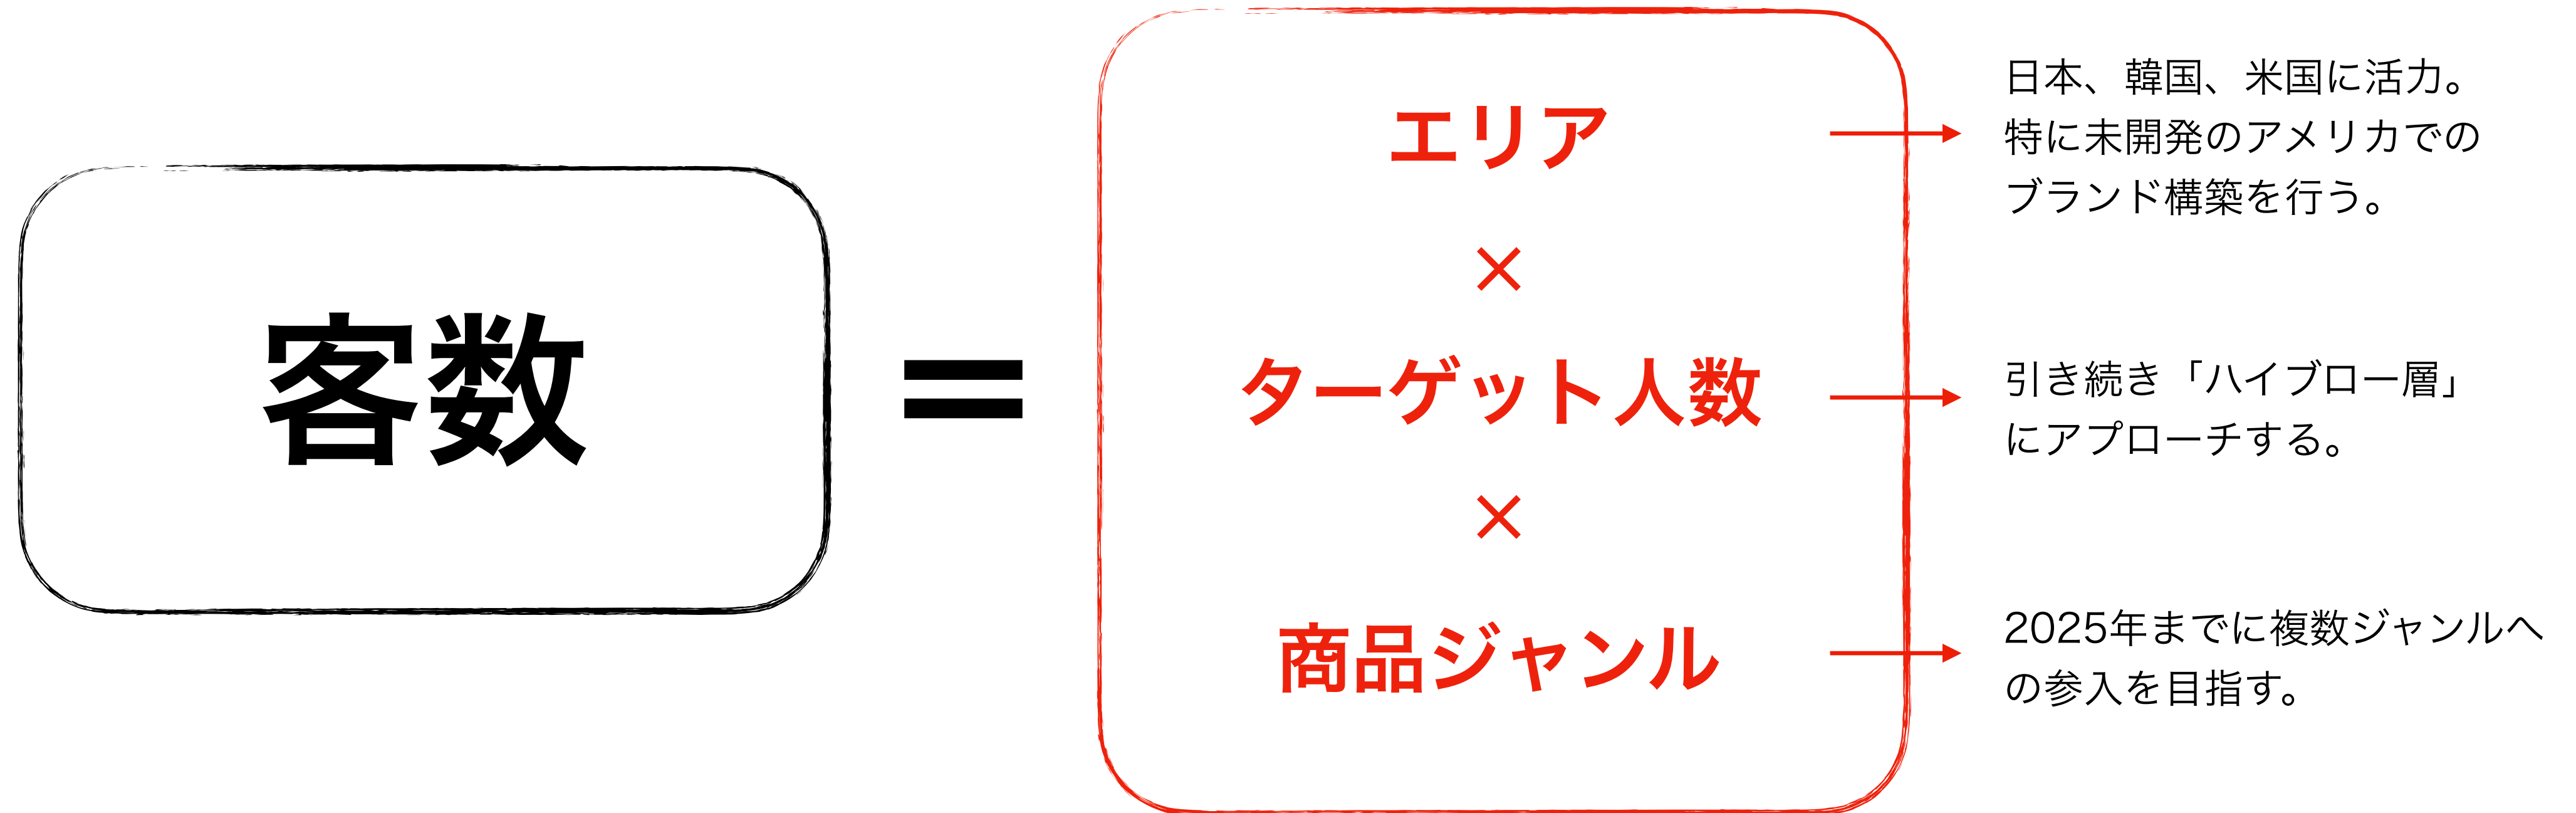 客数
=
エリア
×
ターゲット人数
×
商品ジャンル
日本、韓国、米国に活力。
特に未開発のアメリカでの
ブランド構築を行う。
引き続き「ハイブロー層」
にアプローチする。
2025年までに複数ジャンルへ
の参入を目指す。